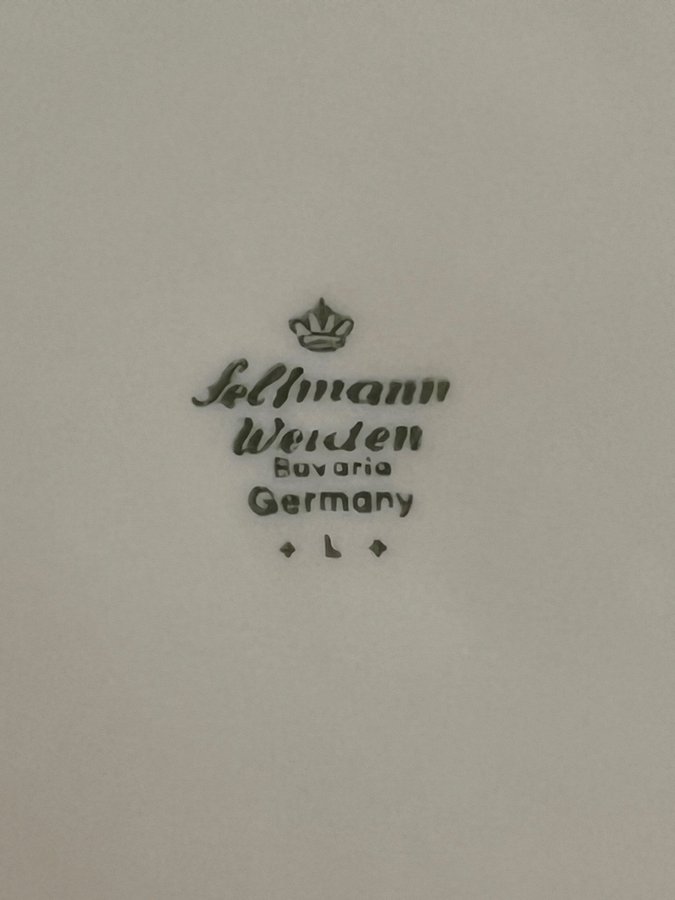 Seltmann
Weiden
Bavaria
Germany
L